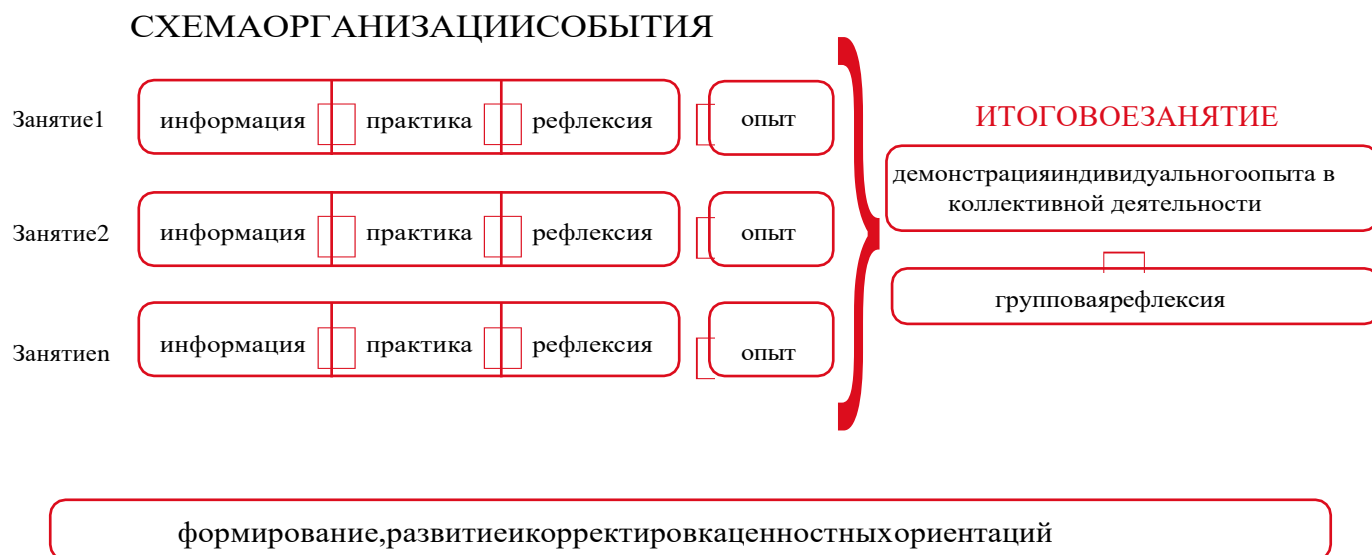 СХЕМАОРГАНИЗАЦИИСОБЫТИЯ
Занятие1 информация практика рефлексия опыт
Занятие2 информация практика рефлексия опыт
Занятиеn информация практика рефлексия опыт
ИТОГОВОЕЗАНЯТИЕ
демонстрацияиндивидуальногоопыта в
коллективной деятельности
групповаярефлексия
формирование,развитиеикорректировкаценностныхориентаций